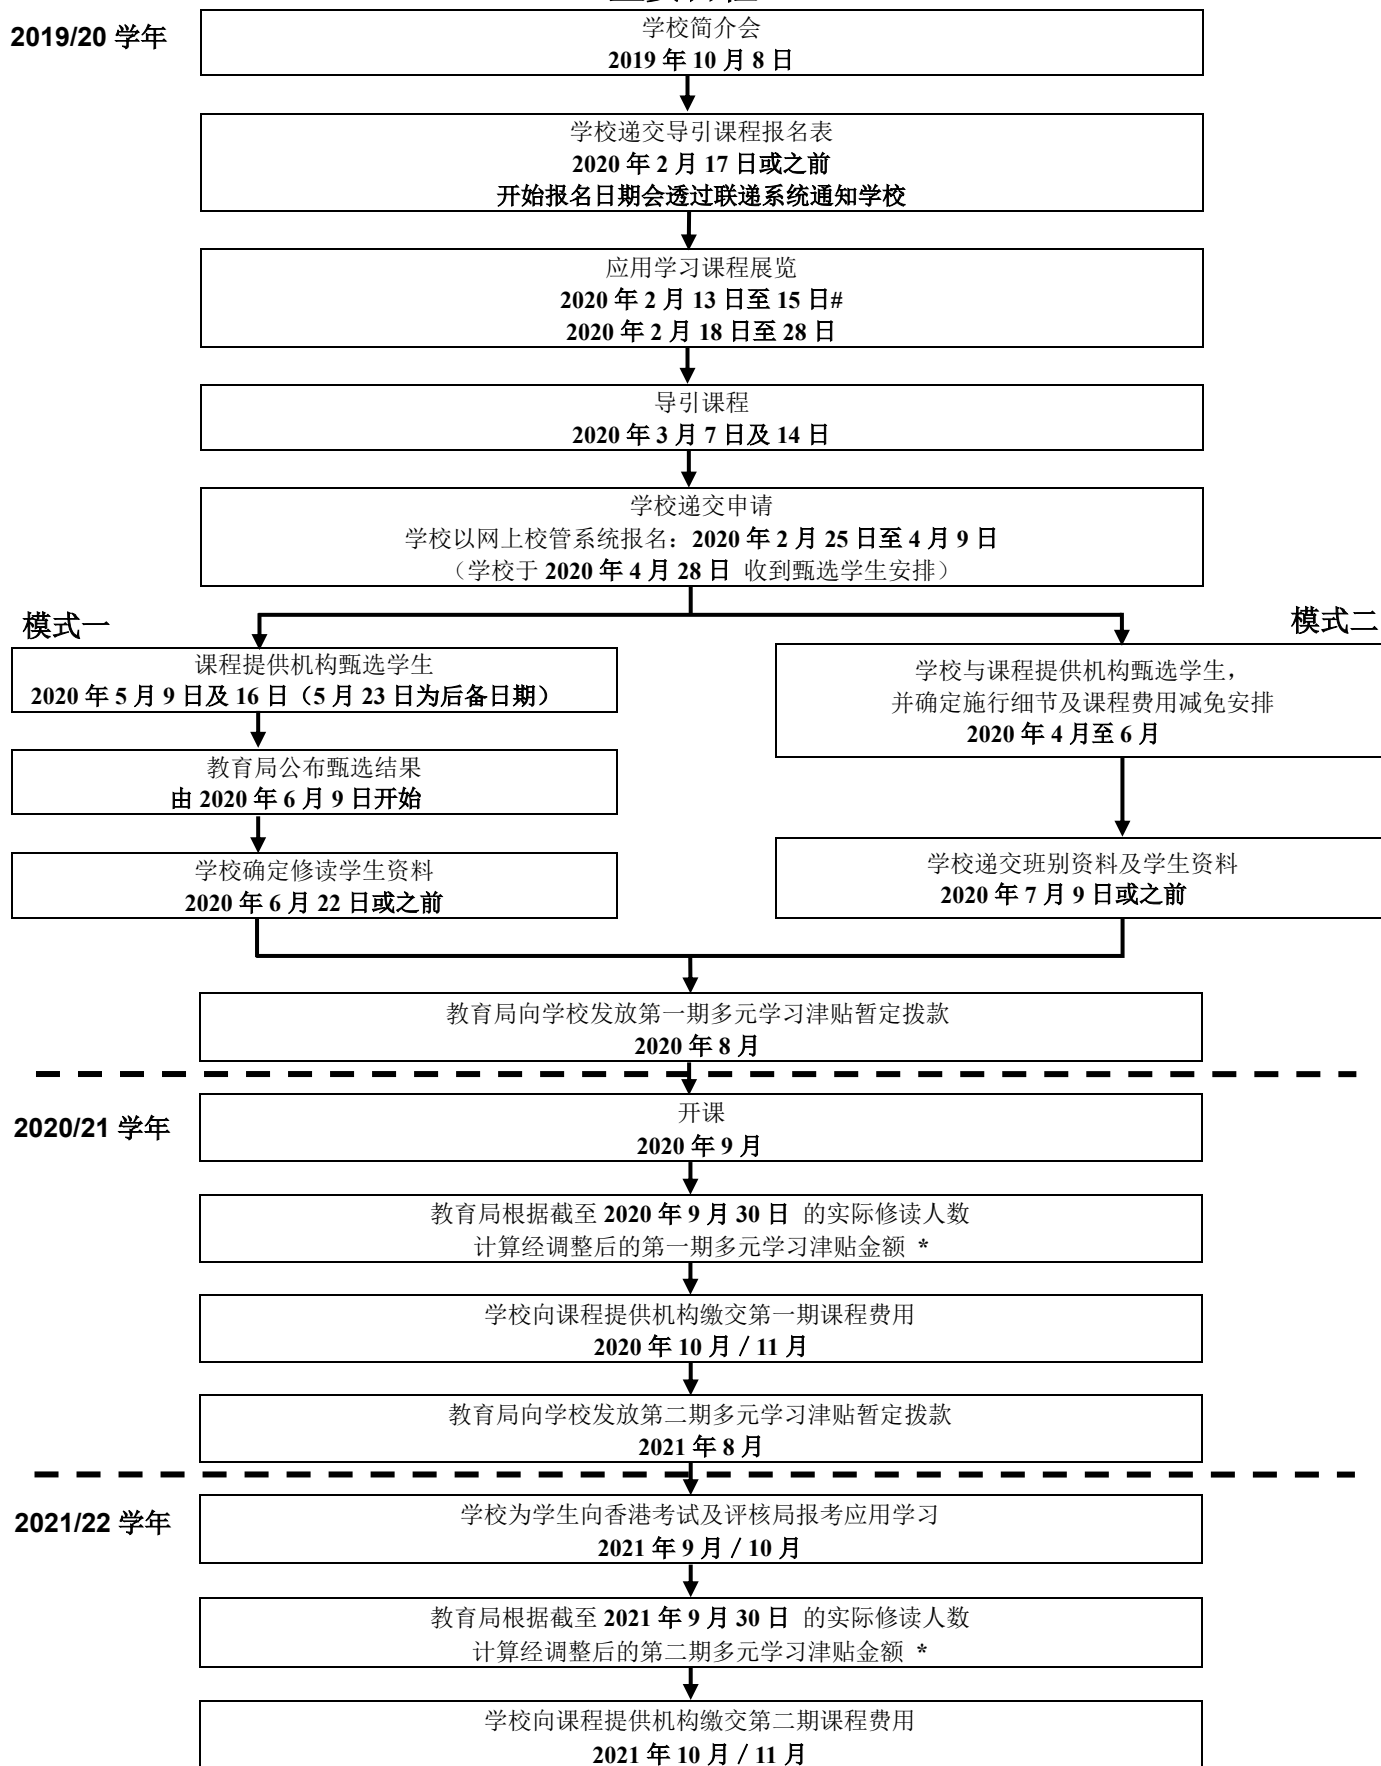 2019/20 学年
学校简介会
2019 年 10 月 8 日
学校递交导引课程报名表
2020 年 2 月 17 日或之前
开始报名日期会透过联递系统通知学校
应用学习课程展览
2020 年 2 月 13 日至 15 日#
2020 年 2 月 18 日至 28 日
导引课程
2020 年 3 月 7 日及 14 日
学校递交申请
学校以网上校管系统报名：2020 年 2 月 25 日至 4 月 9 日
（学校于 2020 年 4 月 28 日 收到甄选学生安排）
模式一
课程提供机构甄选学生
2020 年 5 月 9 日及 16 日（5 月 23 日为后备日期）
教育局公布甄选结果
由 2020 年 6 月 9 日开始
学校确定修读学生资料
2020 年 6 月 22 日或之前
模式二
学校与课程提供机构甄选学生，
并确定施行细节及课程费用减免安排
2020 年 4 月至 6 月
学校递交班别资料及学生资料
2020 年 7 月 9 日或之前
教育局向学校发放第一期多元学习津贴暂定拨款
2020 年 8 月
2020/21 学年
开课
2020 年 9 月
教育局根据截至 2020 年 9 月 30 日 的实际修读人数
计算经调整后的第一期多元学习津贴金额 *
学校向课程提供机构缴交第一期课程费用
2020 年 10 月 / 11 月
教育局向学校发放第二期多元学习津贴暂定拨款
2021 年 8 月
2021/22 学年
学校为学生向香港考试及评核局报考应用学习
2021 年 9 月 / 10 月
教育局根据截至 2021 年 9 月 30 日 的实际修读人数
计算经调整后的第二期多元学习津贴金额 *
学校向课程提供机构缴交第二期课程费用
2021 年 10 月 / 11 月